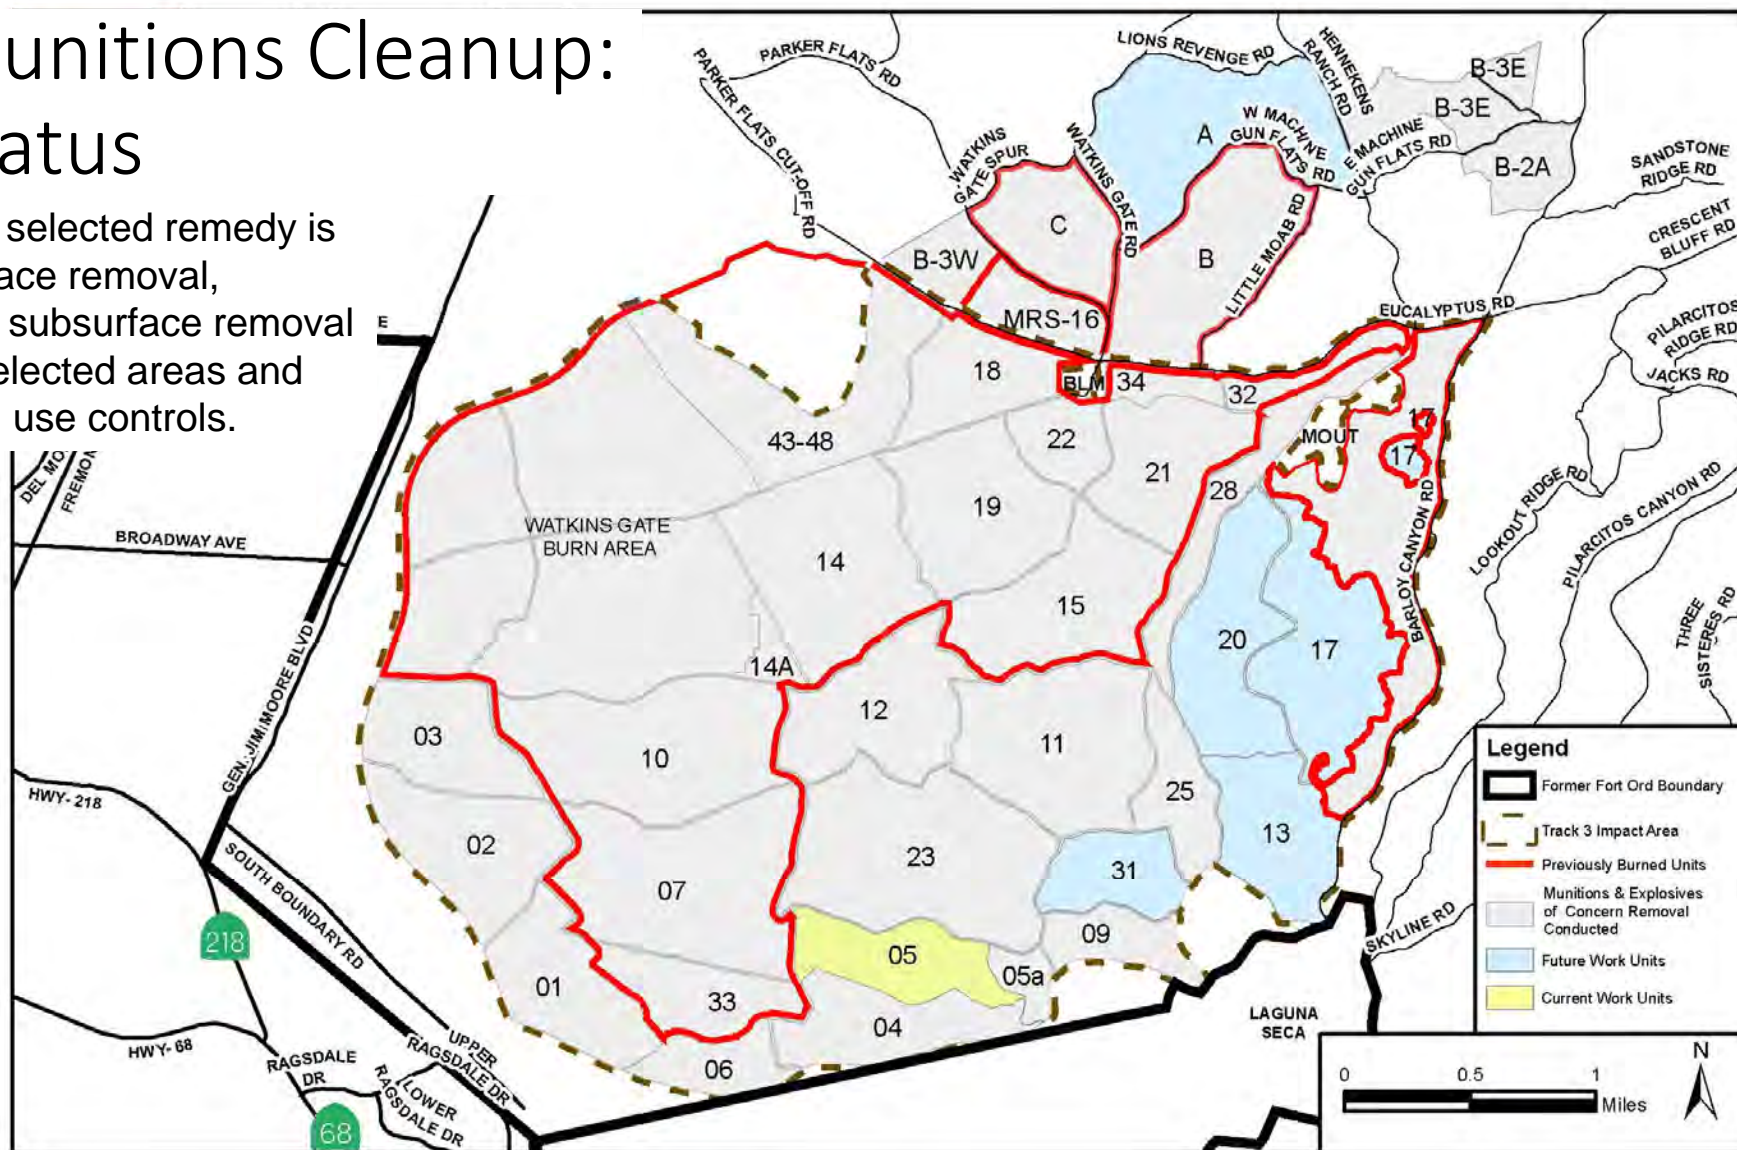 unitions Cleanup:
atus
selected remedy is
ace removal,
subsurface removal
elected areas and
use controls.
E
PARKER FLATS RD
PARKER FLATS CUT-OFF RD
LIONS REVENGE RD
HENNEKENS
RANCH RD
WATKINS
GATE SPUR
WATKINS GATE RD
W MACHINE
GUN FLATS RD
E MACHINE
GUN FLATS RD
LITTLE MOAB RD
SANDSTONE
RIDGE RD
CRESCENT
BLUFF RD
EUCALYPTUS RD
PILARCITOS
RIDGE RD
JACKS RD
LOOKOUT RIDGE RD
PILARCITOS CANYON RD
THREE
SISTERES RD
BARLOY CANYON RD
SKYLINE RD
B-3E
B-3E
B-2A
A
B
C
B-3W
MRS-16
BLM
34
32
18
43-48
22
21
MOUT
17
17
28
19
WATKINS GATE
BURN AREA
14
15
20
17
14A
12
11
03
10
25
02
07
23
31
13
05
09
05a
01
33
04
06
DEL MO
FREMON
BROADWAY AVE
GEN. JIM MOORE BLVD
HWY- 218
218
SOUTH BOUNDARY RD
HWY- 68
RAGSDALE
DR
UPPER
RAGSDALE DR
LOWER
RAGSDALE DR
68
LAGUNA
SECA
Legend
Former Fort Ord Boundary
Track 3 Impact Area
Previously Burned Units
Munitions & Explosives
of Concern Removal
Conducted
Future Work Units
Current Work Units
0 0.5 1
Miles
N